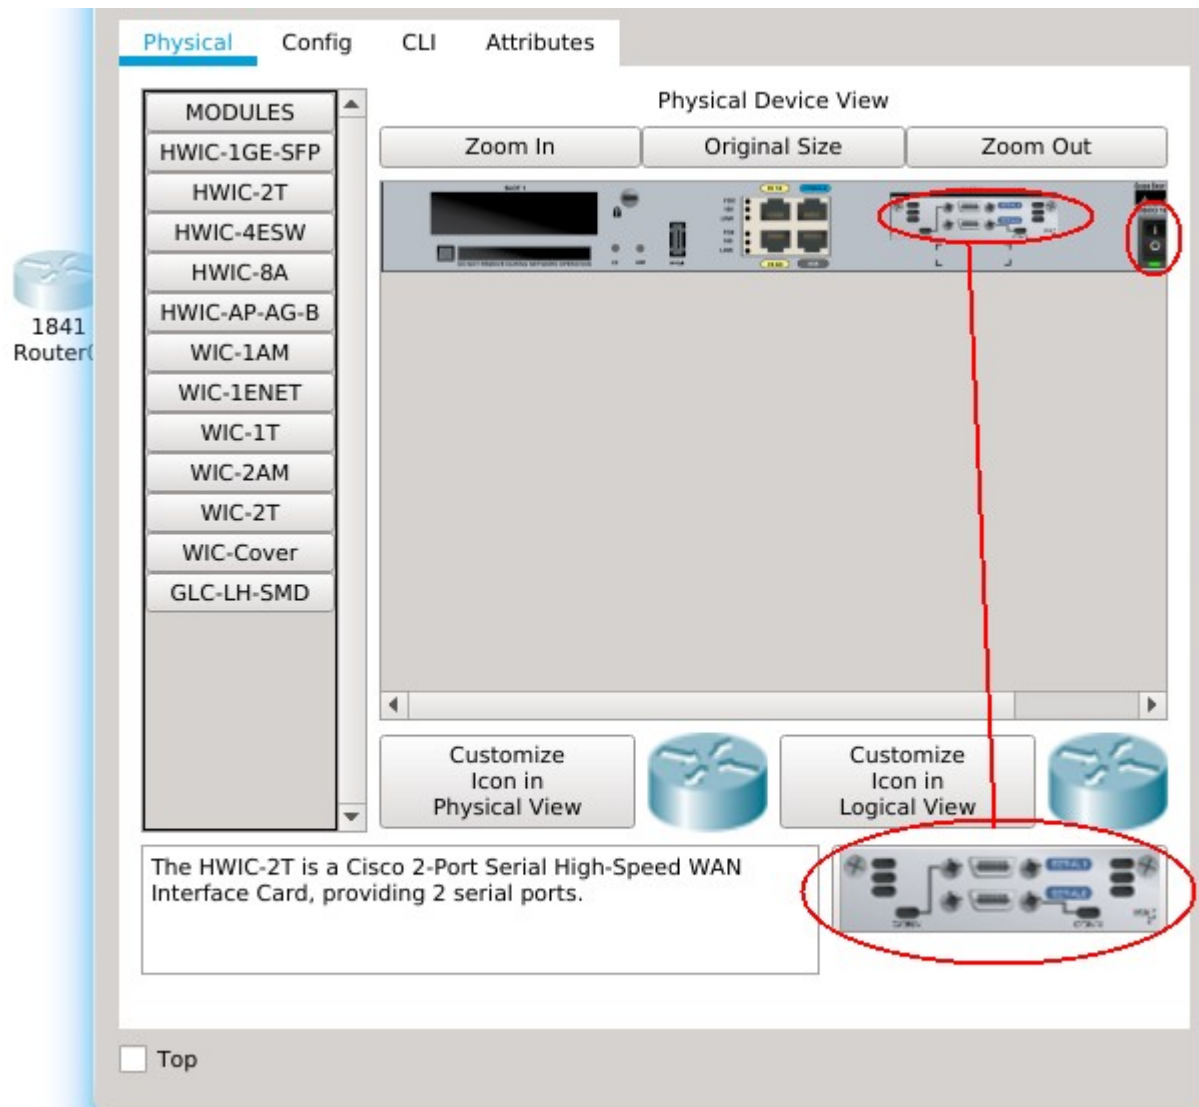 Physical
Config
CLI
Attributes
MODULES
HWIC-1GE-SFP
HWIC-2T
HWIC-4ESW
HWIC-8A
HWIC-AP-AG-B
WIC-1AM
WIC-1ENET
WIC-1T
WIC-2AM
WIC-2T
WIC-Cover
GLC-LH-SMD
Physical Device View
Zoom In
Original Size
Zoom Out
1841
Router
Customize
Icon in
Physical View
Customize
Icon in
Logical View
The HWIC-2T is a Cisco 2-Port Serial High-Speed WAN
Interface Card, providing 2 serial ports.
Top